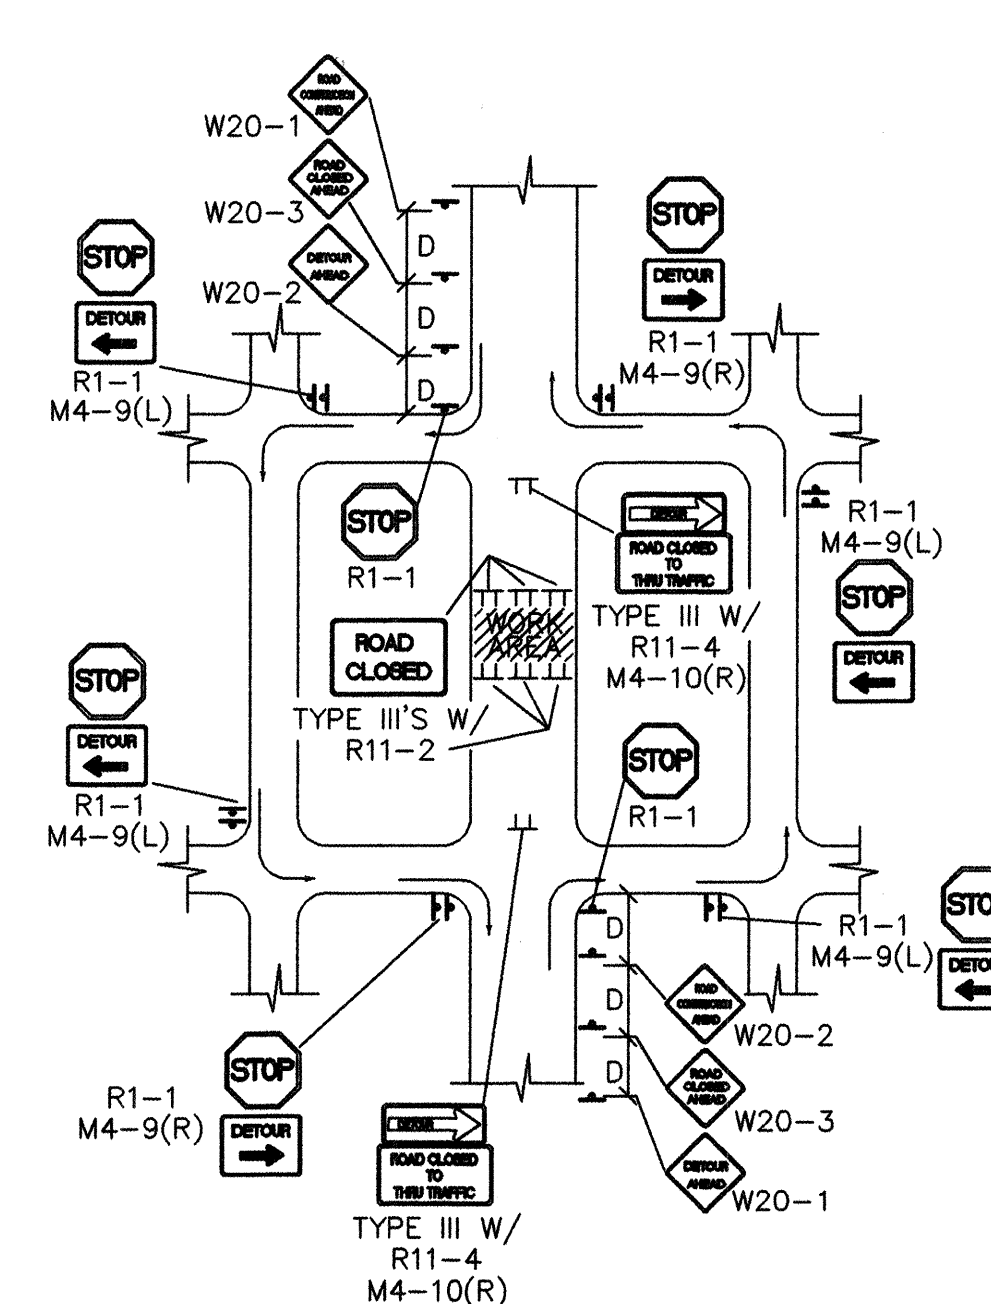 ROAD
CONSTRUCTION
AHEAD
W20-1
ROAD
CLOSED
AHEAD
W20-3
DETOUR
AHEAD
W20-2
D
D
D
STOP
DETOUR
R1-1
M4-9(L)
STOP
DETOUR
R1-1
M4-9(R)
STOP
R1-1
DETOUR
ROAD CLOSED
TO
THRU TRAFFIC
TYPE III W/
R11-4
M4-10(R)
R1-1
M4-9(L)
STOP
DETOUR
WORK
AREA
ROAD
CLOSED
TYPE III'S W/
R11-2
STOP
DETOUR
R1-1
M4-9(L)
STOP
R1-1
STO
DETO
R1-1
M4-9(L)
D
D
D
ROAD
CONSTRUCTION
AHEAD
W20-2
ROAD
CLOSED
AHEAD
W20-3
DETOUR
AHEAD
W20-1
STOP
DETOUR
R1-1
M4-9(R)
DETOUR
ROAD CLOSED
TO
THRU TRAFFIC
TYPE III W/
R11-4
M4-10(R)